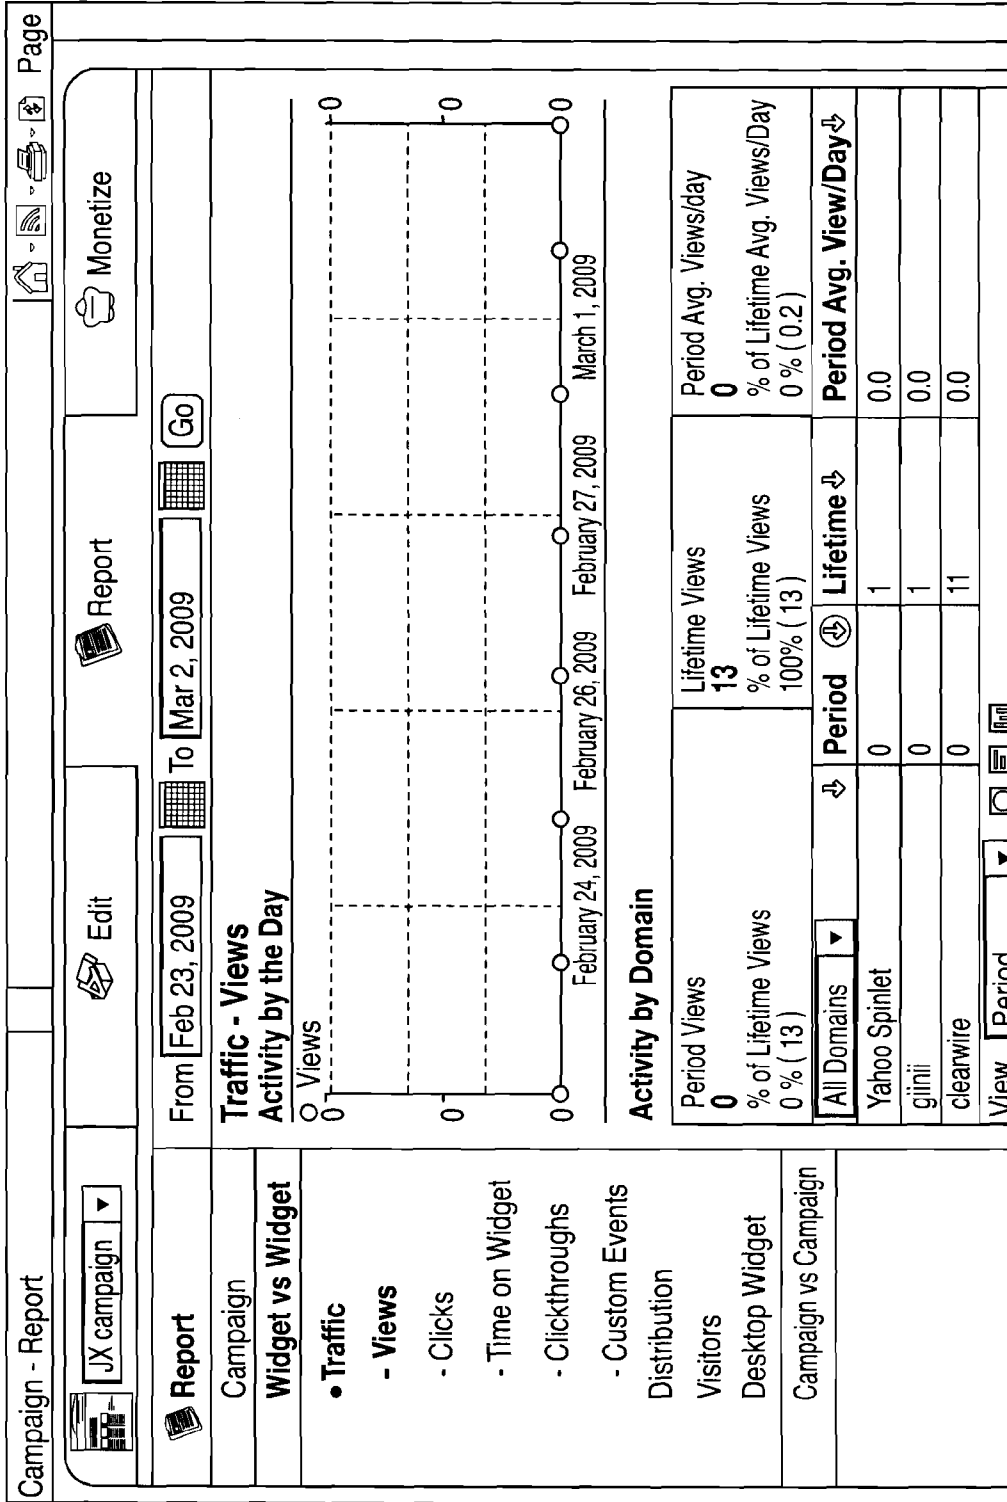 Campaign - Report
Page
JX campaign
Edit
Report
Monetize
Report
Campaign
Widget vs Widget
• Traffic
- Views
- Clicks
- Time on Widget
- Clickthroughs
- Custom Events
Distribution
Visitors
Desktop Widget
Campaign vs Campaign
From Feb 23, 2009 To Mar 2, 2009 Go
Traffic - Views
Activity by the Day
Views
0 0
0 0
0 0
February 24, 2009 February 26, 2009 February 27, 2009 March 1, 2009
Activity by Domain
Period Views
0
% of Lifetime Views
0 % ( 13 )
Lifetime Views
13
% of Lifetime Views
100% ( 13 )
Period Avg. Views/day
0
% of Lifetime Avg. Views/Day
0 % ( 0.2 )
All Domains Period Lifetime Period Avg. View/Day
Yahoo Spinlet 0 1 0.0
giinii 0 1 0.0
clearwire 0 11 0.0
View Period